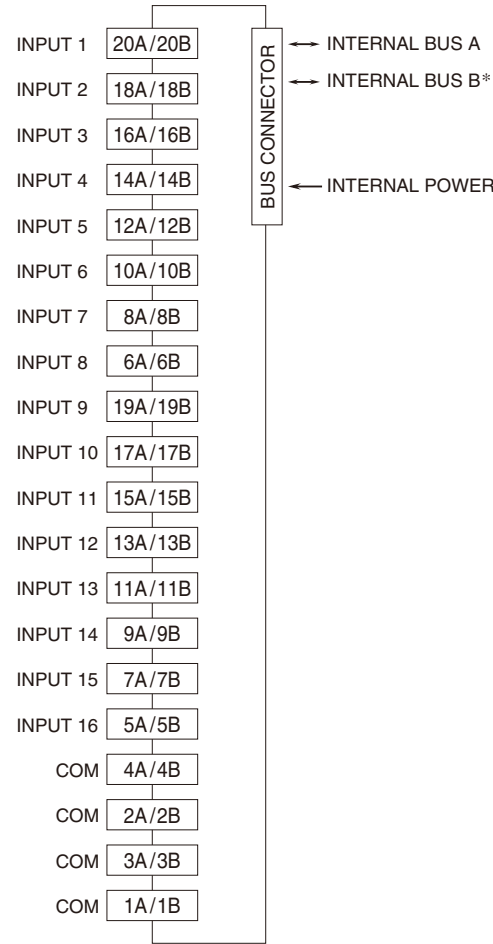 INPUT 1 20A/20B
INPUT 2 18A/18B
INPUT 3 16A/16B
INPUT 4 14A/14B
INPUT 5 12A/12B
INPUT 6 10A/10B
INPUT 7 8A/8B
INPUT 8 6A/6B
INPUT 9 19A/19B
INPUT 10 17A/17B
INPUT 11 15A/15B
INPUT 12 13A/13B
INPUT 13 11A/11B
INPUT 14 9A/9B
INPUT 15 7A/7B
INPUT 16 5A/5B
COM 4A/4B
COM 2A/2B
COM 3A/3B
COM 1A/1B
BUS CONNECTOR
INTERNAL BUS A
INTERNAL BUS B*
INTERNAL POWER